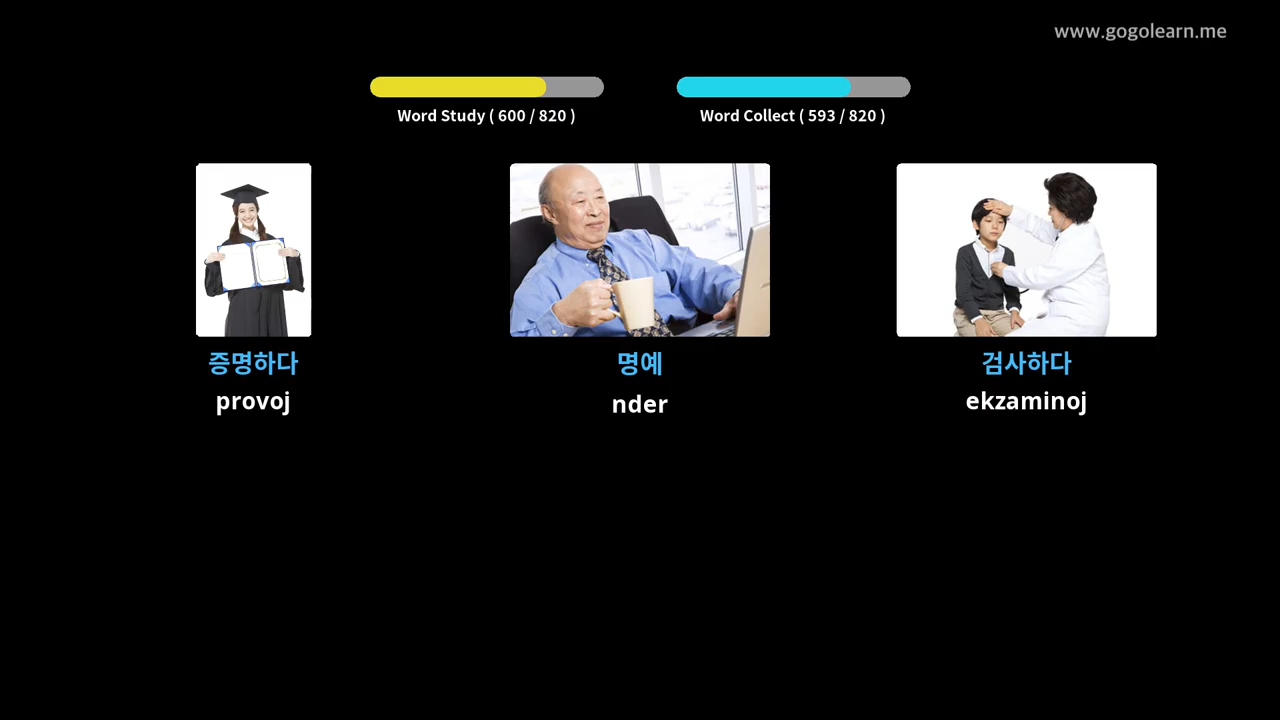 www.gogolearn.me
Word Study ( 600 / 820 )
Word Collect ( 593 / 820 )
증명하다
명예
검사하다
provoj
nder
ekzaminoj